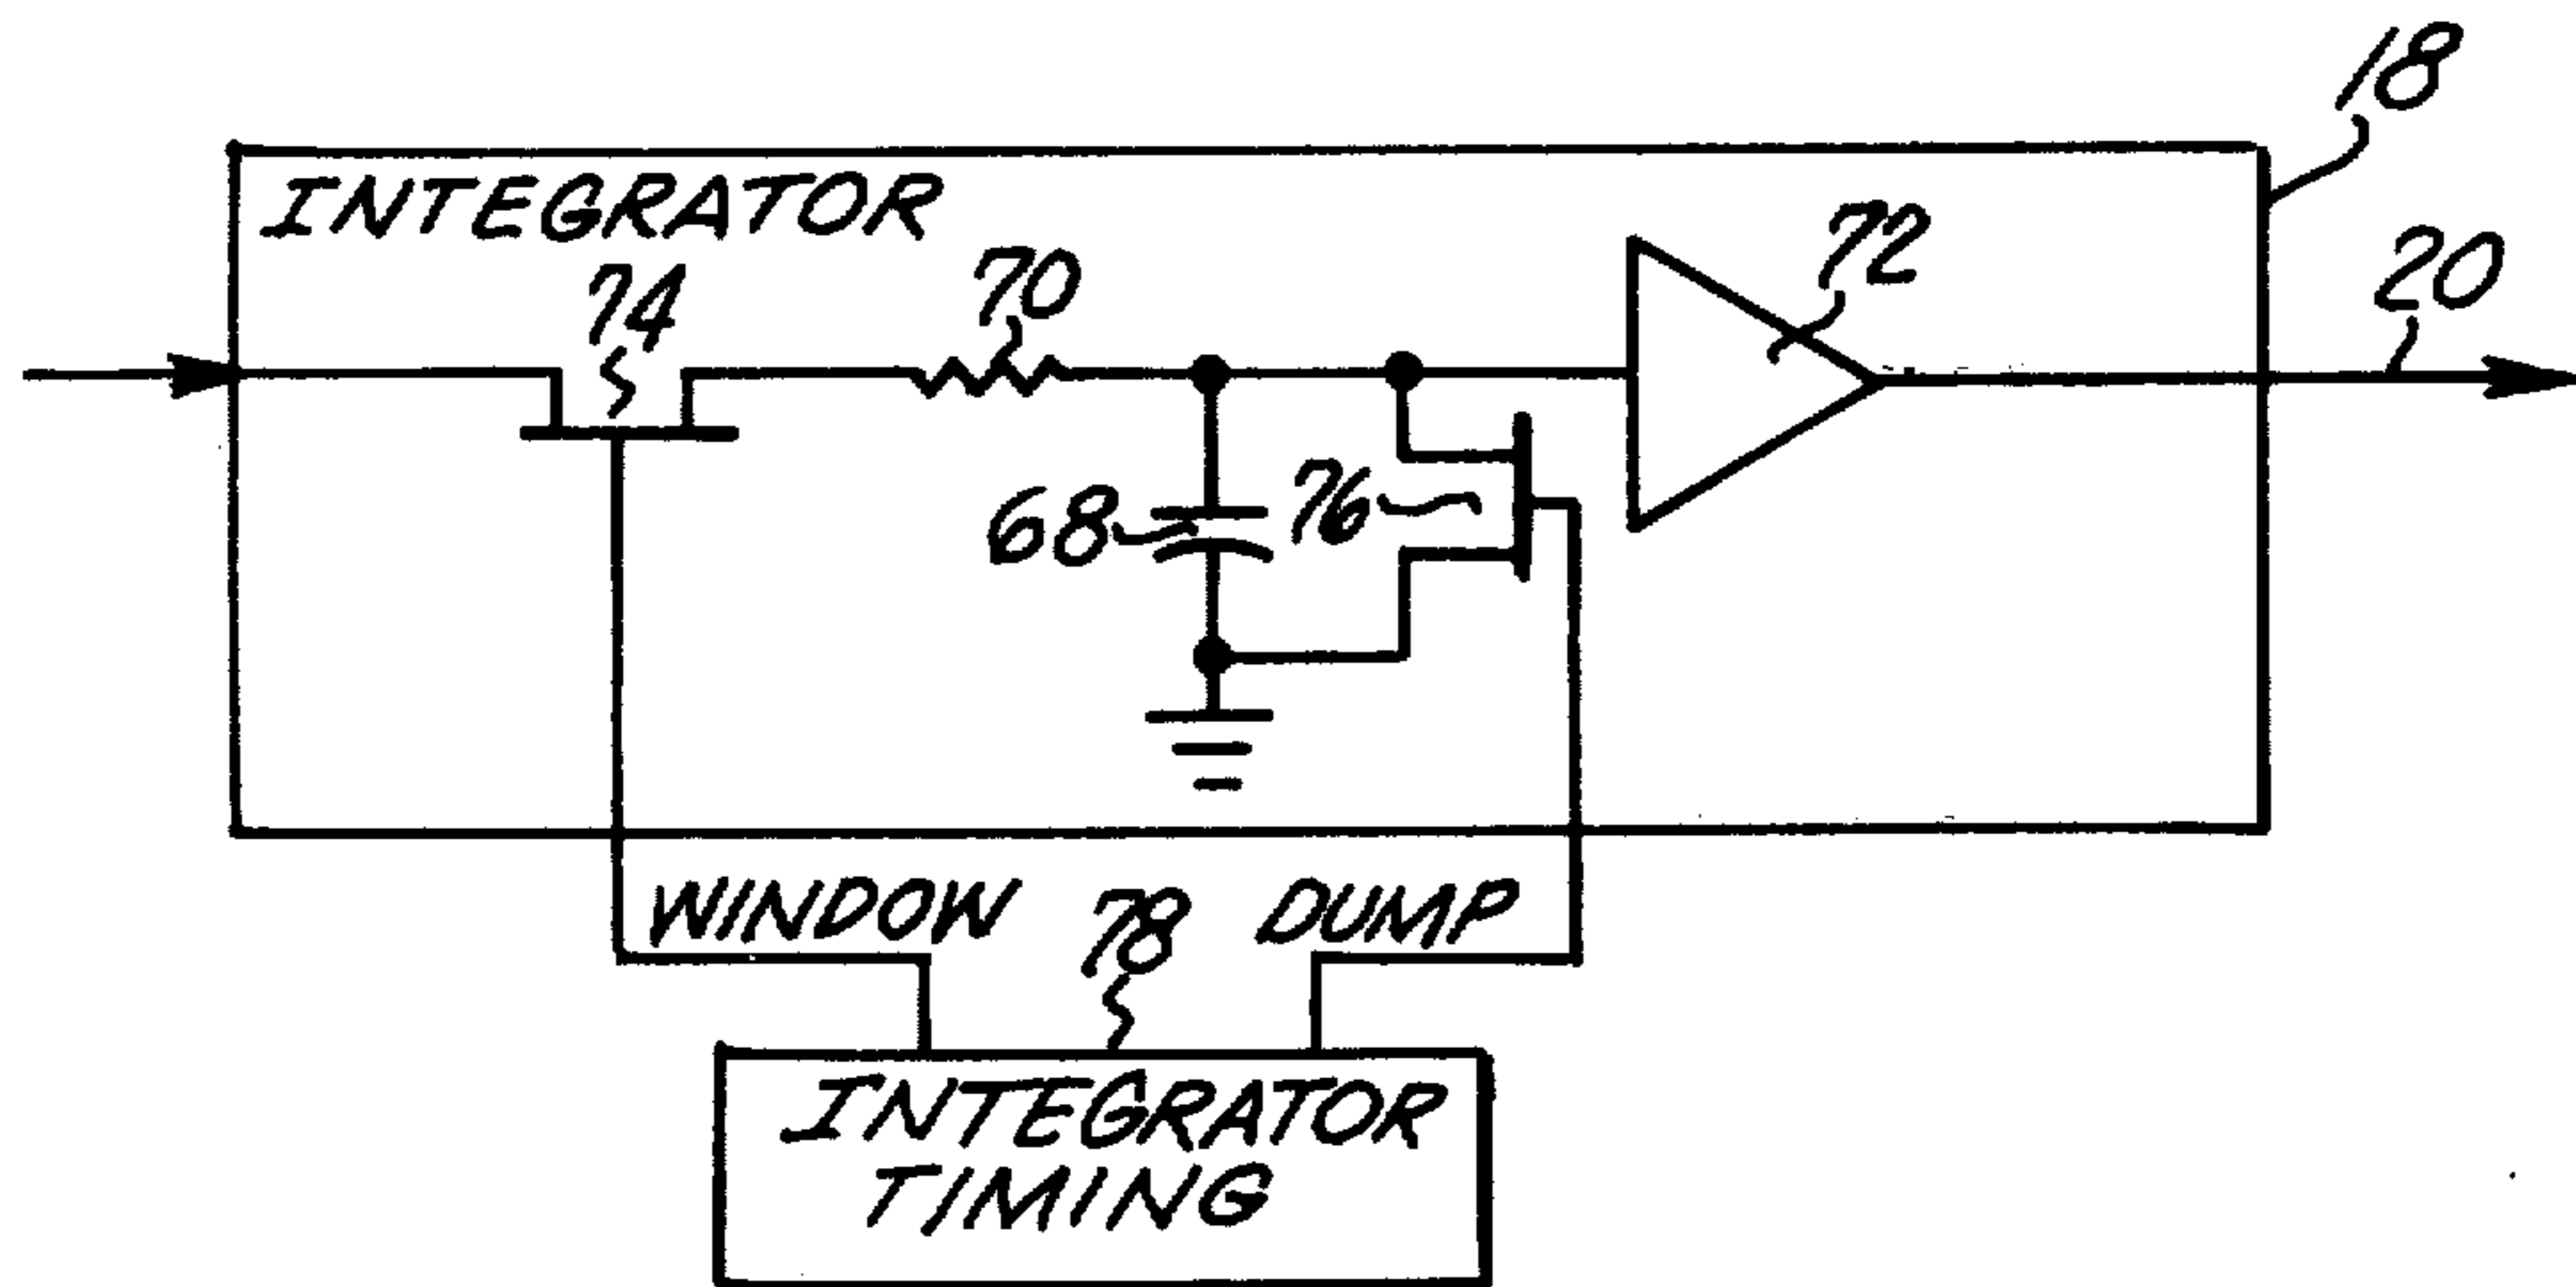 18
INTEGRATOR
74
70
72
20
68
76
WINDOW
78
DUMP
INTEGRATOR
TIMING